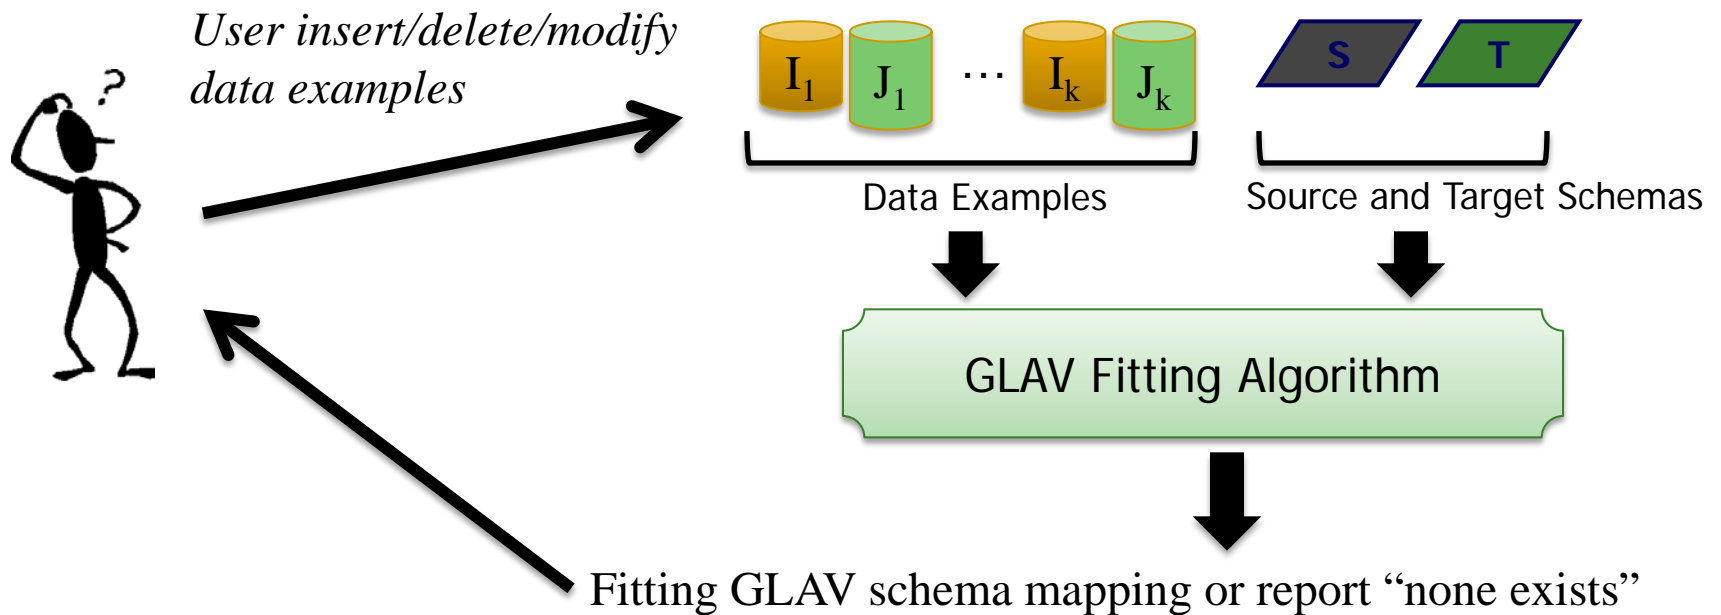 User insert/delete/modify
data examples
?
I₁ J₁ ... Iₖ Jₖ
S T
Data Examples
Source and Target Schemas
GLAV Fitting Algorithm
Fitting GLAV schema mapping or report “none exists”